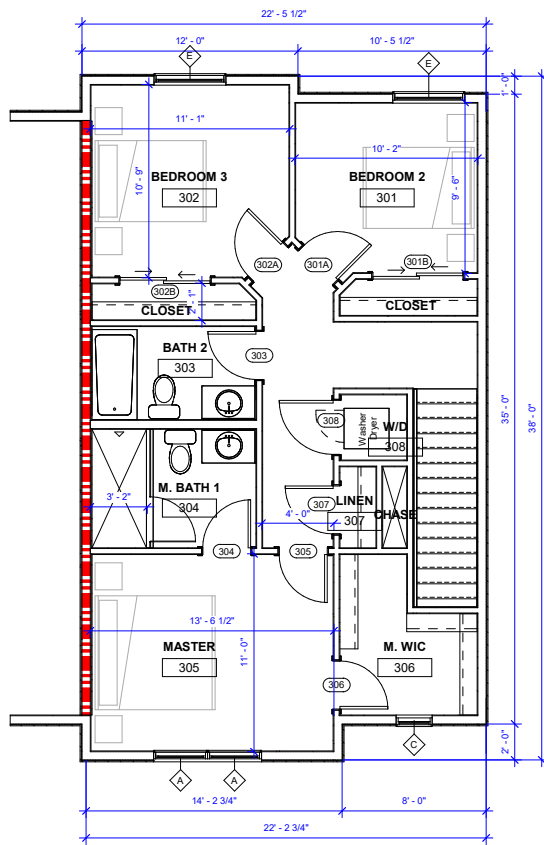 22' - 5 1/2"
12' - 0"
10' - 5 1/2"
E
E
1' - 0"
11' - 1"
10' - 2"
BEDROOM 3
302
BEDROOM 2
301
10' - 9"
9' - 6"
302A
301A
301B
302B
2' - 1"
CLOSET
CLOSET
BATH 2
303
303
35' - 0"
38' - 0"
308
Washer
Dryer
W/D
308
M. BATH 1
304
3' - 2"
4' - 0"
307
LINEN
307
CHASE
304
305
13' - 6 1/2"
MASTER
305
11' - 0"
M. WIC
306
306
2' - 0"
A
A
C
14' - 2 3/4"
8' - 0"
22' - 2 3/4"